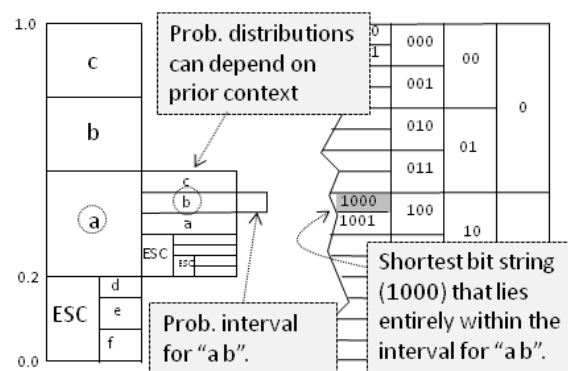 1.0
c
b
a
0.2
ESC
d
e
f
0.0
Prob. distributions
can depend on
prior context
c
b
a
ESC
ESC
Prob. interval
for “a b”.
0
1
000
001
010
011
1000
1001
100
00
01
10
0
Shortest bit string
(1000) that lies
entirely within the
interval for “a b”.